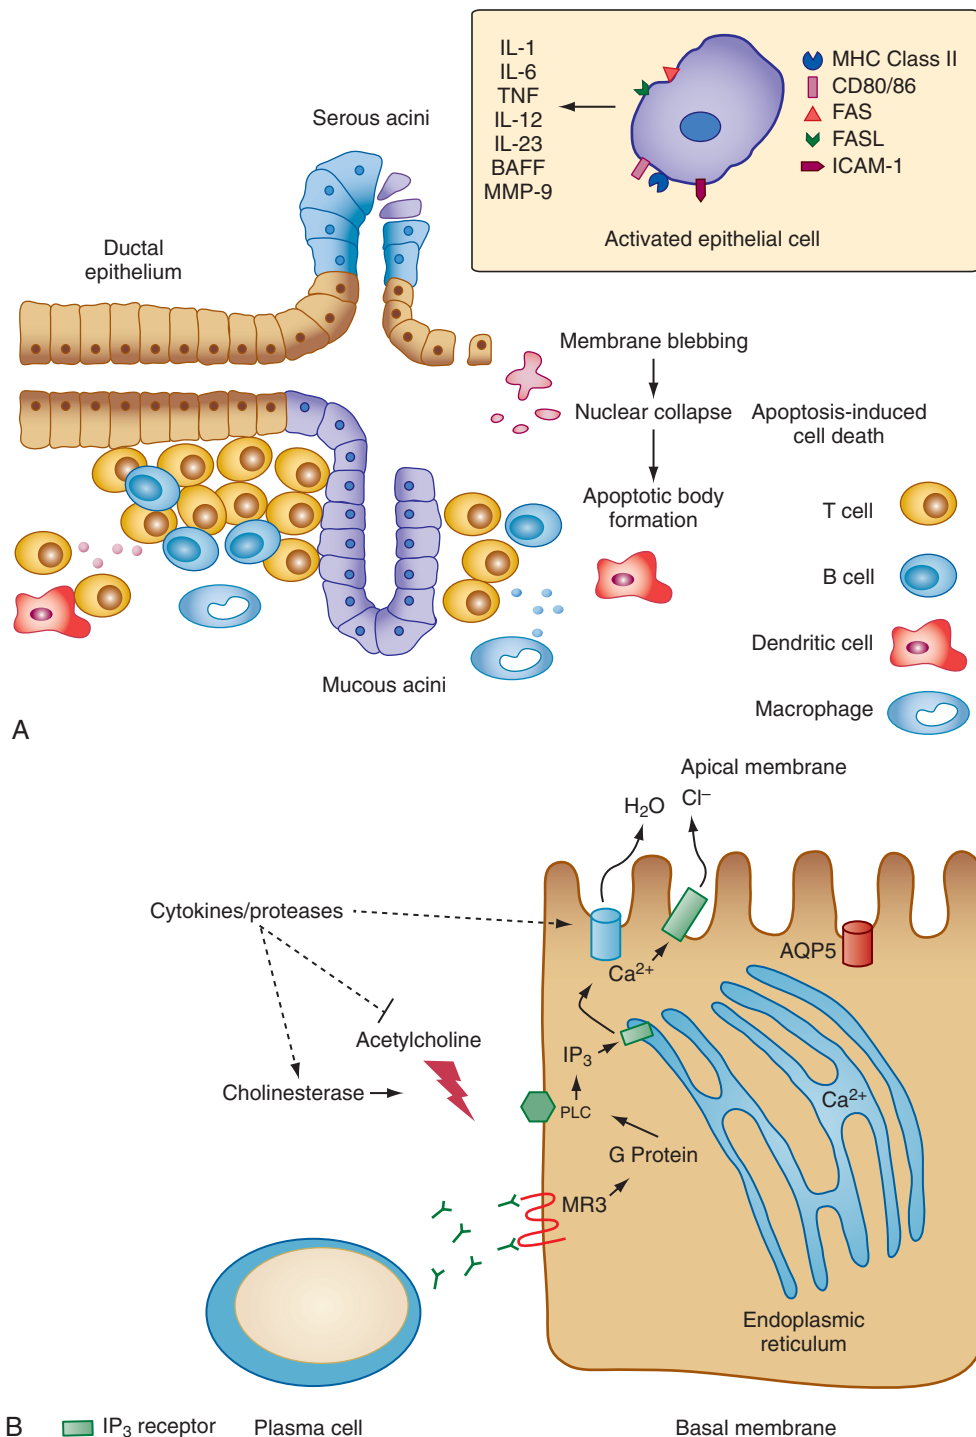 IL-1
IL-6
TNF
IL-12
IL-23
BAFF
MMP-9
MHC Class II
CD80/86
FAS
FASL
ICAM-1
Activated epithelial cell
Serous acini
Ductal
epithelium
Membrane blebbing
Nuclear collapse
Apoptosis-induced
cell death
Apoptotic body
formation
T cell
B cell
Dendritic cell
Macrophage
Mucous acini
A
Apical membrane
H₂O
Cl⁻
Cytokines/proteases
AQP5
Ca²⁺
Acetylcholine
IP₃
Cholinesterase
PLC
Ca²⁺
G Protein
MR3
Endoplasmic
reticulum
B
IP₃ receptor
Plasma cell
Basal membrane